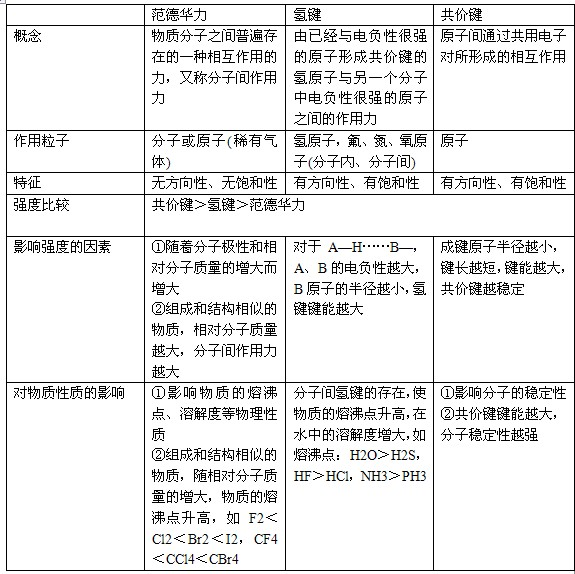 范德华力
氢键
共价键
概念
物质分子之间普遍
存在的一种相互作用的
力，又称分子间作用
力
由已经与电负性很强
的原子形成共价键的
氢原子与另一个分子
中电负性很强的原子
之间的作用力
原子间通过共用电子
对所形成的相互作用
作用粒子
分子或原子(稀有气
体)
氢原子，氟、氮、氧原
子(分子内、分子间)
原子
特征
无方向性、无饱和性
有方向性、有饱和性
有方向性、有饱和性
强度比较
共价键＞氢键＞范德华力
影响强度的因素
①随着分子极性和相
对分子质量的增大而
增大
②组成和结构相似的
物质，相对分子质量
越大，分子间作用力
越大
对于 A—H……B—，
A、B 的电负性越大，
B 原子的半径越小，氢
键键能越大
成键原子半径越小，
键长越短，键能越大，
共价键越稳定
对物质性质的影响
①影响物质的熔沸
点、溶解度等物理性
质
②组成和结构相似的
物质，随相对分子质
量的增大，物质的熔
沸点升高，如 F2＜
Cl2＜Br2＜I2，CF4
＜CCl4＜CBr4
分子间氢键的存在，使
物质的熔沸点升高，在
水中的溶解度增大，如
熔沸点：H2O＞H2S，
HF＞HCl，NH3＞PH3
①影响分子的稳定性
②共价键键能越大，
分子稳定性越强